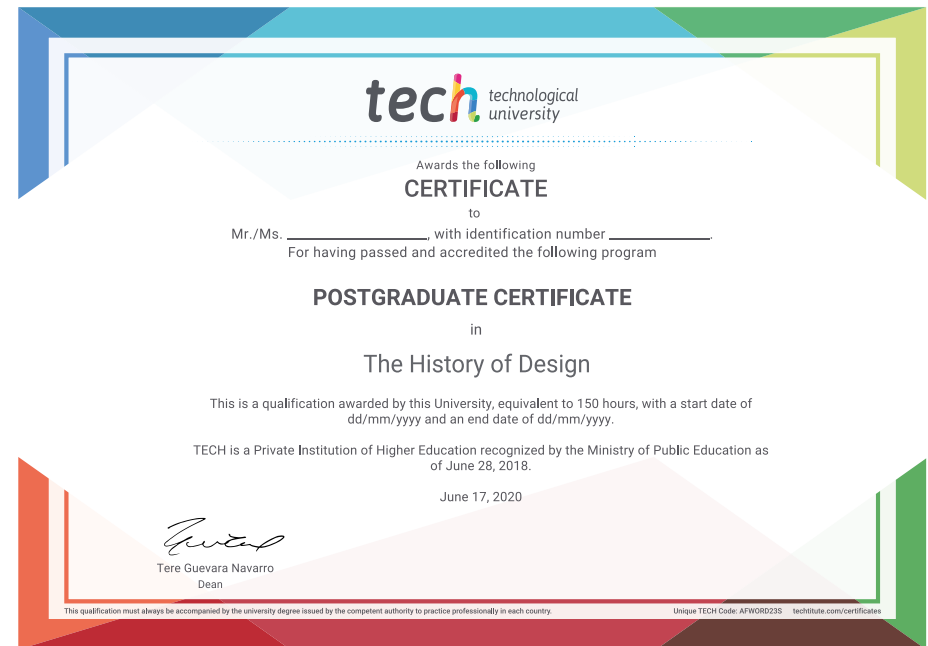 tech technological
university
Awards the following
CERTIFICATE
to
Mr./Ms. ____________________, with identification number ______________.
For having passed and accredited the following program
POSTGRADUATE CERTIFICATE
in
The History of Design
This is a qualification awarded by this University, equivalent to 150 hours, with a start date of
dd/mm/yyyy and an end date of dd/mm/yyyy.
TECH is a Private Institution of Higher Education recognized by the Ministry of Public Education as
of June 28, 2018.
June 17, 2020
Tere Guevara Navarro
Dean
This qualification must always be accompanied by the university degree issued by the competent authority to practice professionally in each country. Unique TECH Code: AFWORD23S techtitute.com/certificates